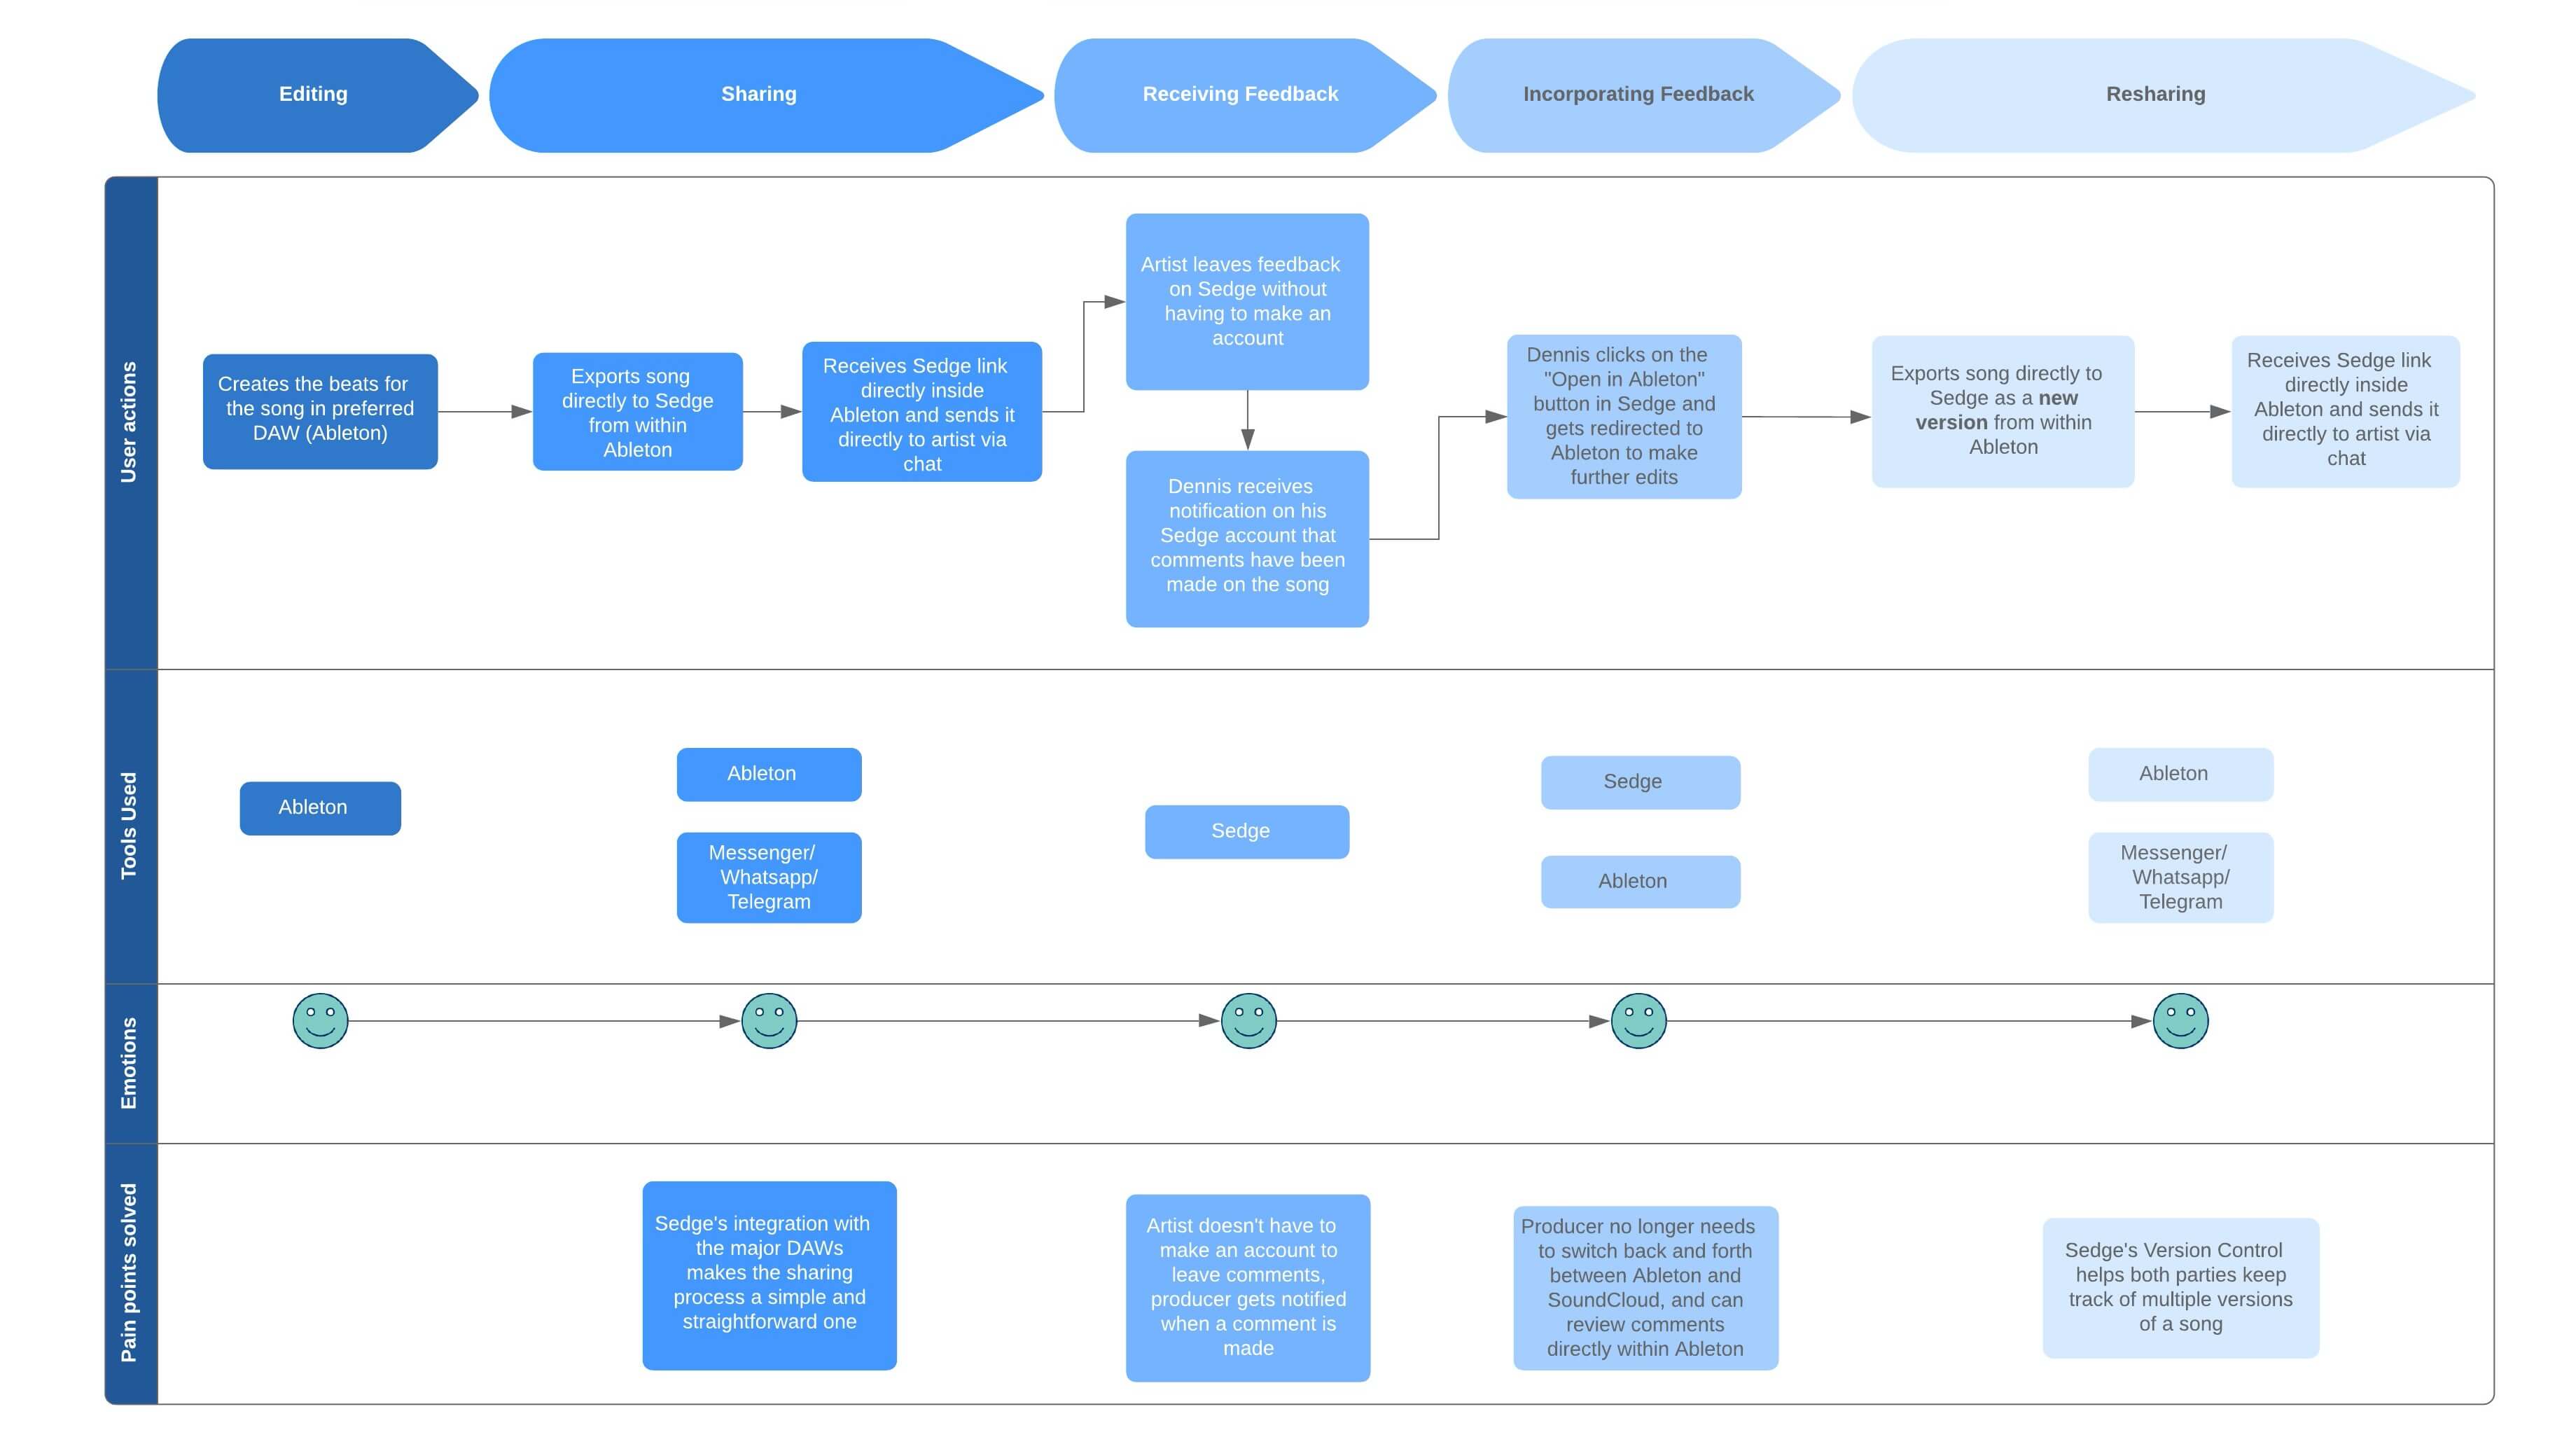 Editing
Sharing
Receiving Feedback
Incorporating Feedback
Resharing
User actions
Creates the beats for
the song in preferred
DAW (Ableton)
Exports song
directly to Sedge
from within
Ableton
Receives Sedge link
directly inside
Ableton and sends it
directly to artist via
chat
Artist leaves feedback
on Sedge without
having to make an
account
Dennis receives
notification on his
Sedge account that
comments have been
made on the song
Dennis clicks on the
"Open in Ableton"
button in Sedge and
gets redirected to
Ableton to make
further edits
Exports song directly to
Sedge as a new
version from within
Ableton
Receives Sedge link
directly inside
Ableton and sends it
directly to artist via
chat
Tools Used
Ableton
Ableton
Messenger/
Whatsapp/
Telegram
Sedge
Sedge
Ableton
Ableton
Messenger/
Whatsapp/
Telegram
Emotions
Pain points solved
Sedge's integration with
the major DAWs
makes the sharing
process a simple and
straightforward one
Artist doesn't have to
make an account to
leave comments,
producer gets notified
when a comment is
made
Producer no longer needs
to switch back and forth
between Ableton and
SoundCloud, and can
review comments
directly within Ableton
Sedge's Version Control
helps both parties keep
track of multiple versions
of a song